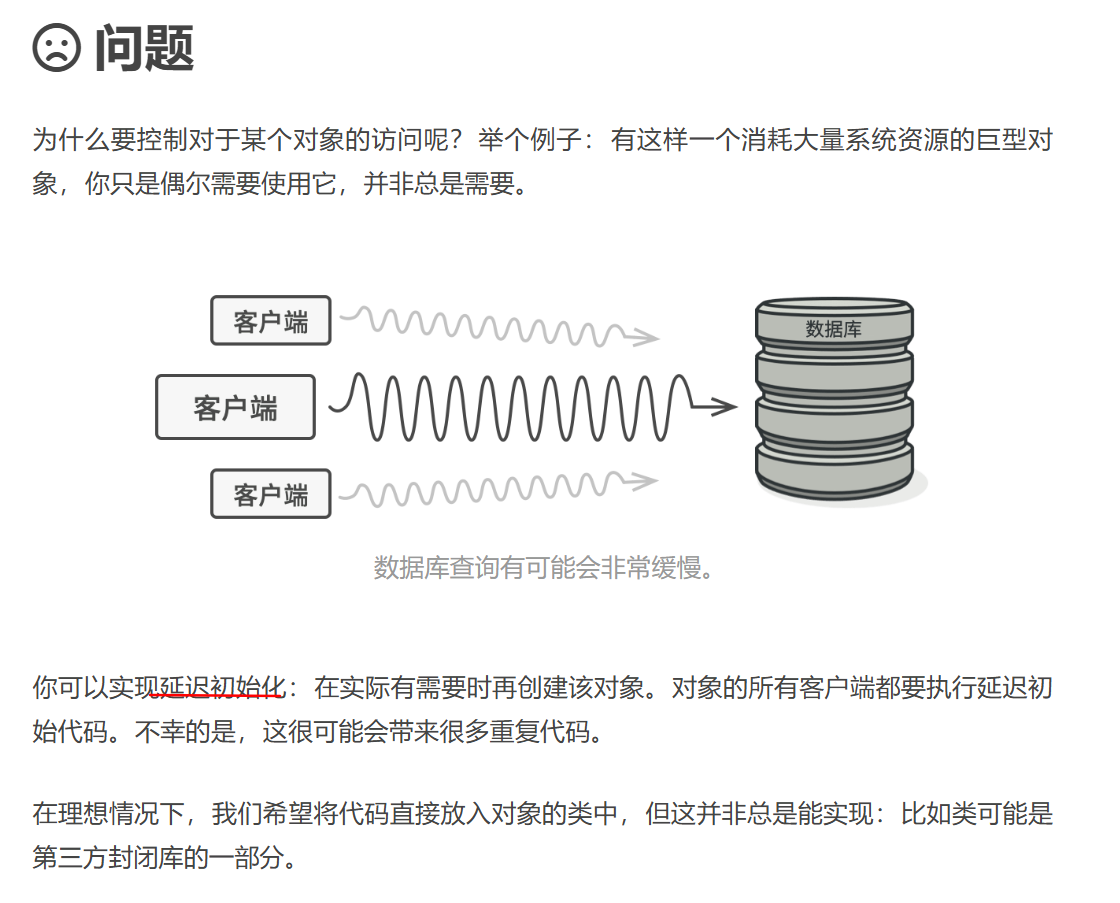 问题
为什么要控制对于某个对象的访问呢？举个例子：有这样一个消耗大量系统资源的巨型对
象，你只是偶尔需要使用它，并非总是需要。
客户端
数据库
客户端
客户端
数据库查询有可能会非常缓慢。
你可以实现延迟初始化：在实际有需要时再创建该对象。对象的所有客户端都要执行延迟初
始代码。不幸的是，这很可能会带来很多重复代码。
在理想情况下，我们希望将代码直接放入对象的类中，但这并非总是能实现：比如类可能是
第三方封闭库的一部分。